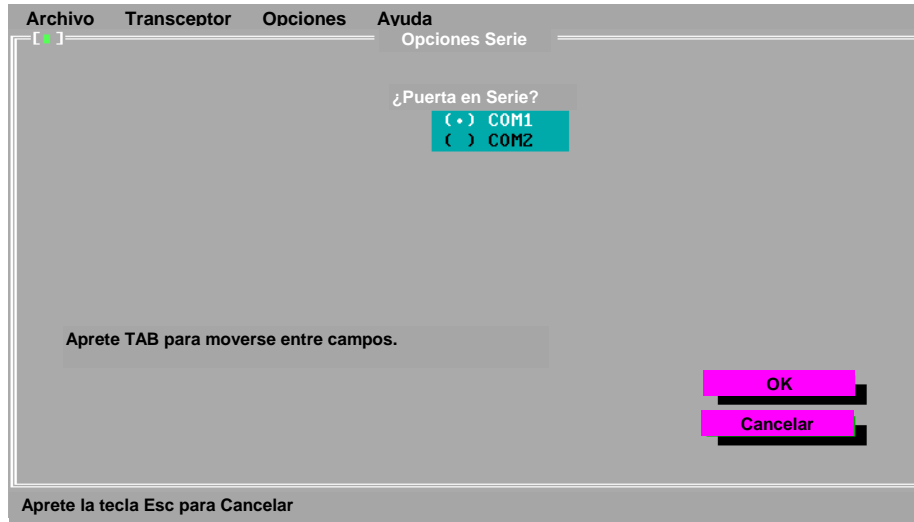 Archivo Transceptor Opciones Ayuda
Opciones Serie
¿Puerta en Serie?
(•) COM1
( ) COM2
Aprete TAB para moverse entre campos.
OK
Cancelar
Aprete la tecla Esc para Cancelar